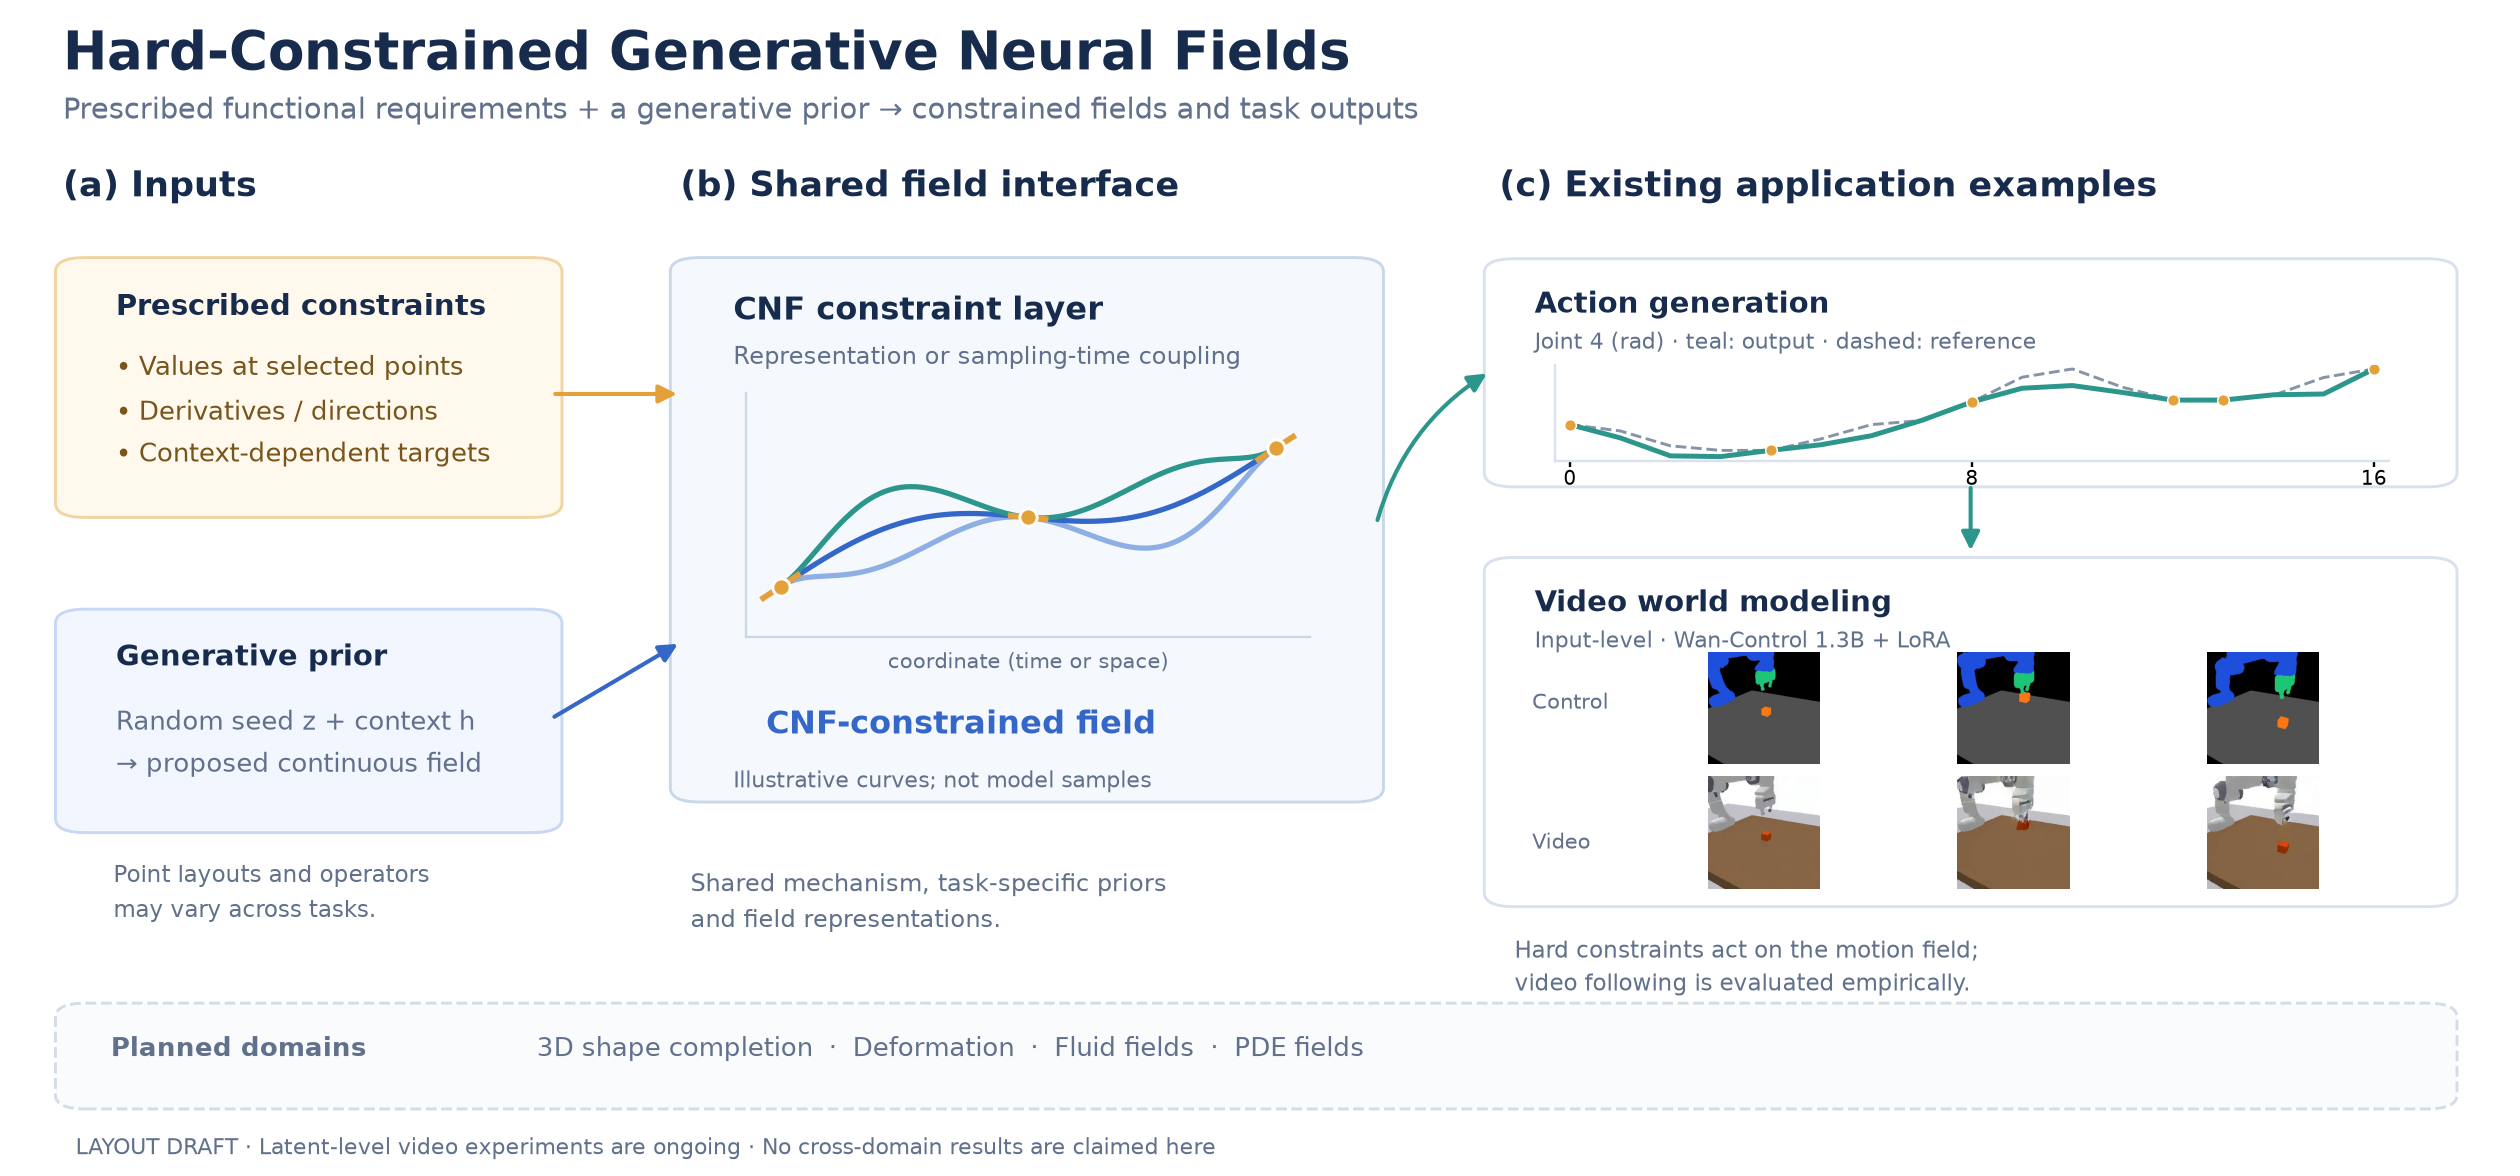 Hard-Constrained Generative Neural Fields
Prescribed functional requirements + a generative prior → constrained fields and task outputs
(a) Inputs
Prescribed constraints
• Values at selected points
• Derivatives / directions
• Context-dependent targets
Generative prior
Random seed z + context h
→ proposed continuous field
Point layouts and operators
may vary across tasks.
(b) Shared field interface
CNF constraint layer
Representation or sampling-time coupling
coordinate (time or space)
CNF-constrained field
Illustrative curves; not model samples
Shared mechanism, task-specific priors
and field representations.
(c) Existing application examples
Action generation
Joint 4 (rad) · teal: output · dashed: reference
0 8 16
Video world modeling
Input-level · Wan-Control 1.3B + LoRA
Control
Video
Hard constraints act on the motion field;
video following is evaluated empirically.
Planned domains 3D shape completion · Deformation · Fluid fields · PDE fields
LAYOUT DRAFT · Latent-level video experiments are ongoing · No cross-domain results are claimed here